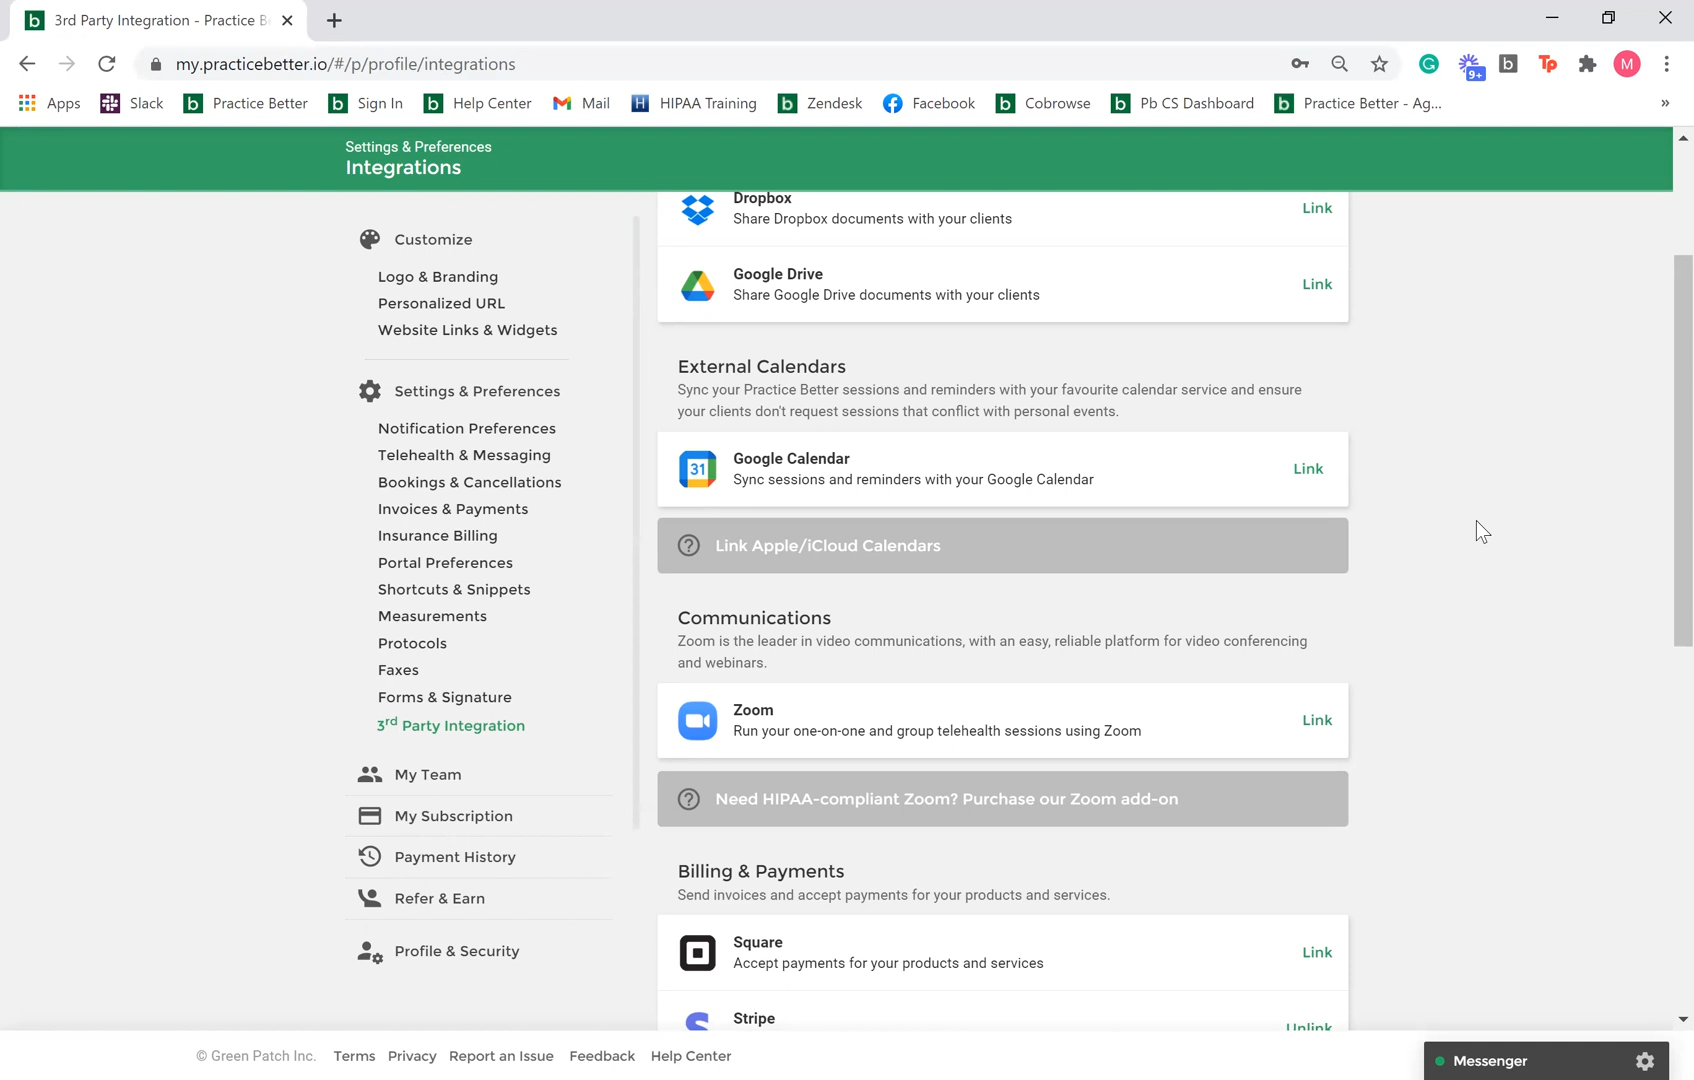 3rd Party Integration - Practice Be
my.practicebetter.io/#/p/profile/integrations
9+
b
Tp
M
Apps
Slack
Practice Better
Sign In
Help Center
Mail
HIPAA Training
Zendesk
Facebook
Cobrowse
Pb CS Dashboard
Practice Better - Ag...
»
Settings & Preferences
Integrations
Customize
Logo & Branding
Personalized URL
Website Links & Widgets
Settings & Preferences
Notification Preferences
Telehealth & Messaging
Bookings & Cancellations
Invoices & Payments
Insurance Billing
Portal Preferences
Shortcuts & Snippets
Measurements
Protocols
Faxes
Forms & Signature
3rd Party Integration
My Team
My Subscription
Payment History
Refer & Earn
Profile & Security
Dropbox
Share Dropbox documents with your clients
Link
Google Drive
Share Google Drive documents with your clients
Link
External Calendars
Sync your Practice Better sessions and reminders with your favourite calendar service and ensure
your clients don't request sessions that conflict with personal events.
31
Google Calendar
Sync sessions and reminders with your Google Calendar
Link
Link Apple/iCloud Calendars
Communications
Zoom is the leader in video communications, with an easy, reliable platform for video conferencing
and webinars.
Zoom
Run your one-on-one and group telehealth sessions using Zoom
Link
Need HIPAA-compliant Zoom? Purchase our Zoom add-on
Billing & Payments
Send invoices and accept payments for your products and services.
Square
Accept payments for your products and services
Link
Stripe
Unlink
© Green Patch Inc.
Terms
Privacy
Report an Issue
Feedback
Help Center
Messenger